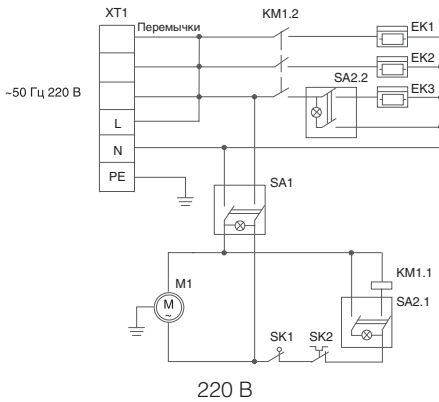 XT1
Перемычки
KM1.2
EK1
EK2
SA2.2
EK3
~50 Гц 220 В
L
N
PE
SA1
M1
M
~
KM1.1
SA2.1
SK1
SK2
220 В